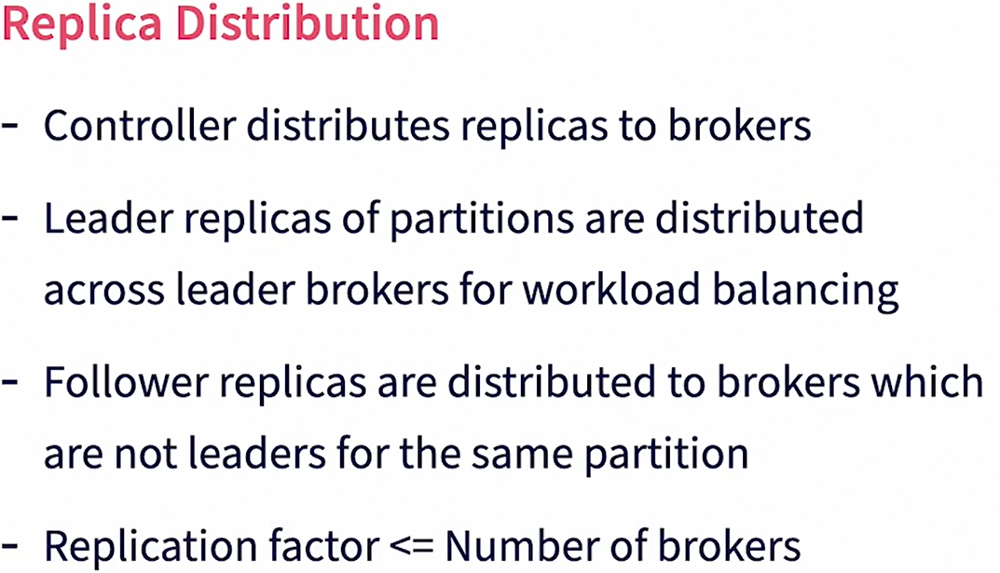 Replica Distribution
- Controller distributes replicas to brokers
- Leader replicas of partitions are distributed
across leader brokers for workload balancing
- Follower replicas are distributed to brokers which
are not leaders for the same partition
- Replication factor <= Number of brokers